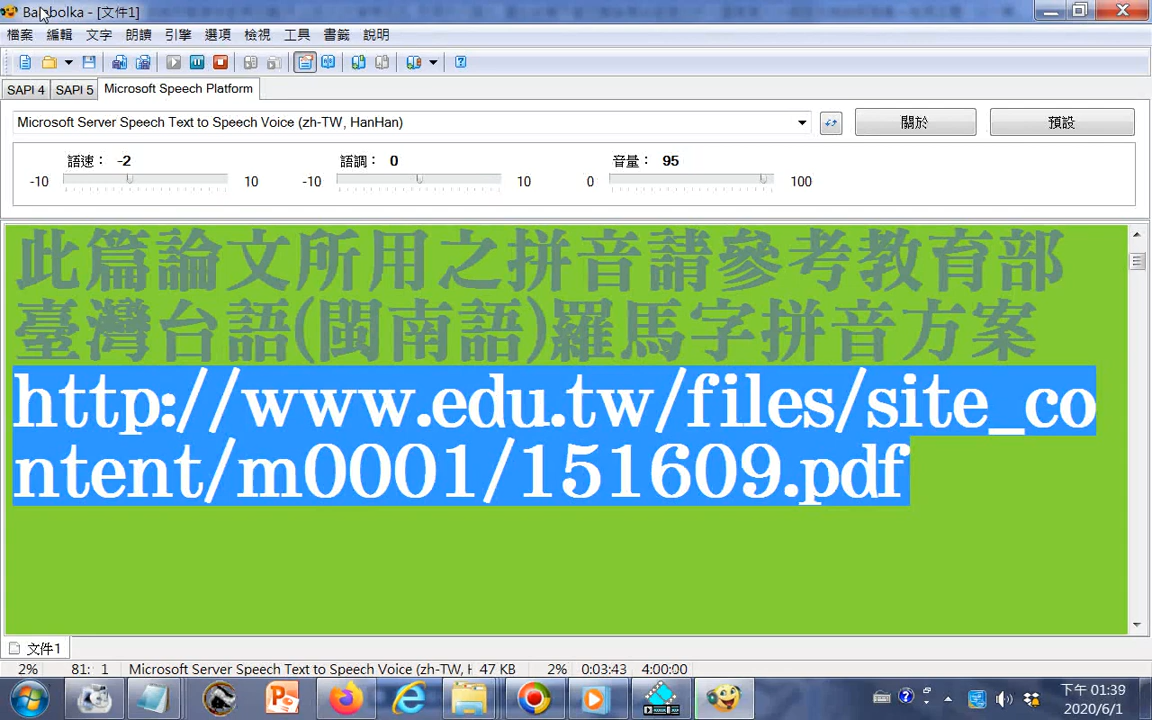 Balabolka - [文件1]
檔案 編輯 文字 朗讀 引擎 選項 檢視 工具 書籤 說明
SAPI 4 SAPI 5 Microsoft Speech Platform
Microsoft Server Speech Text to Speech Voice (zh-TW, HanHan) 關於 預設
語速： -2 語調： 0 音量： 95
-10 10 -10 10 0 100
此篇論文所用之拼音請參考教育部
臺灣台語(閩南語)羅馬字拼音方案
http://www.edu.tw/files/site_co
ntent/m0001/151609.pdf
文件1
2% 81: 1 Microsoft Server Speech Text to Speech Voice (zh-TW, H 47 KB 2% 0:03:43 4:00:00
下午 01:39
2020/6/1